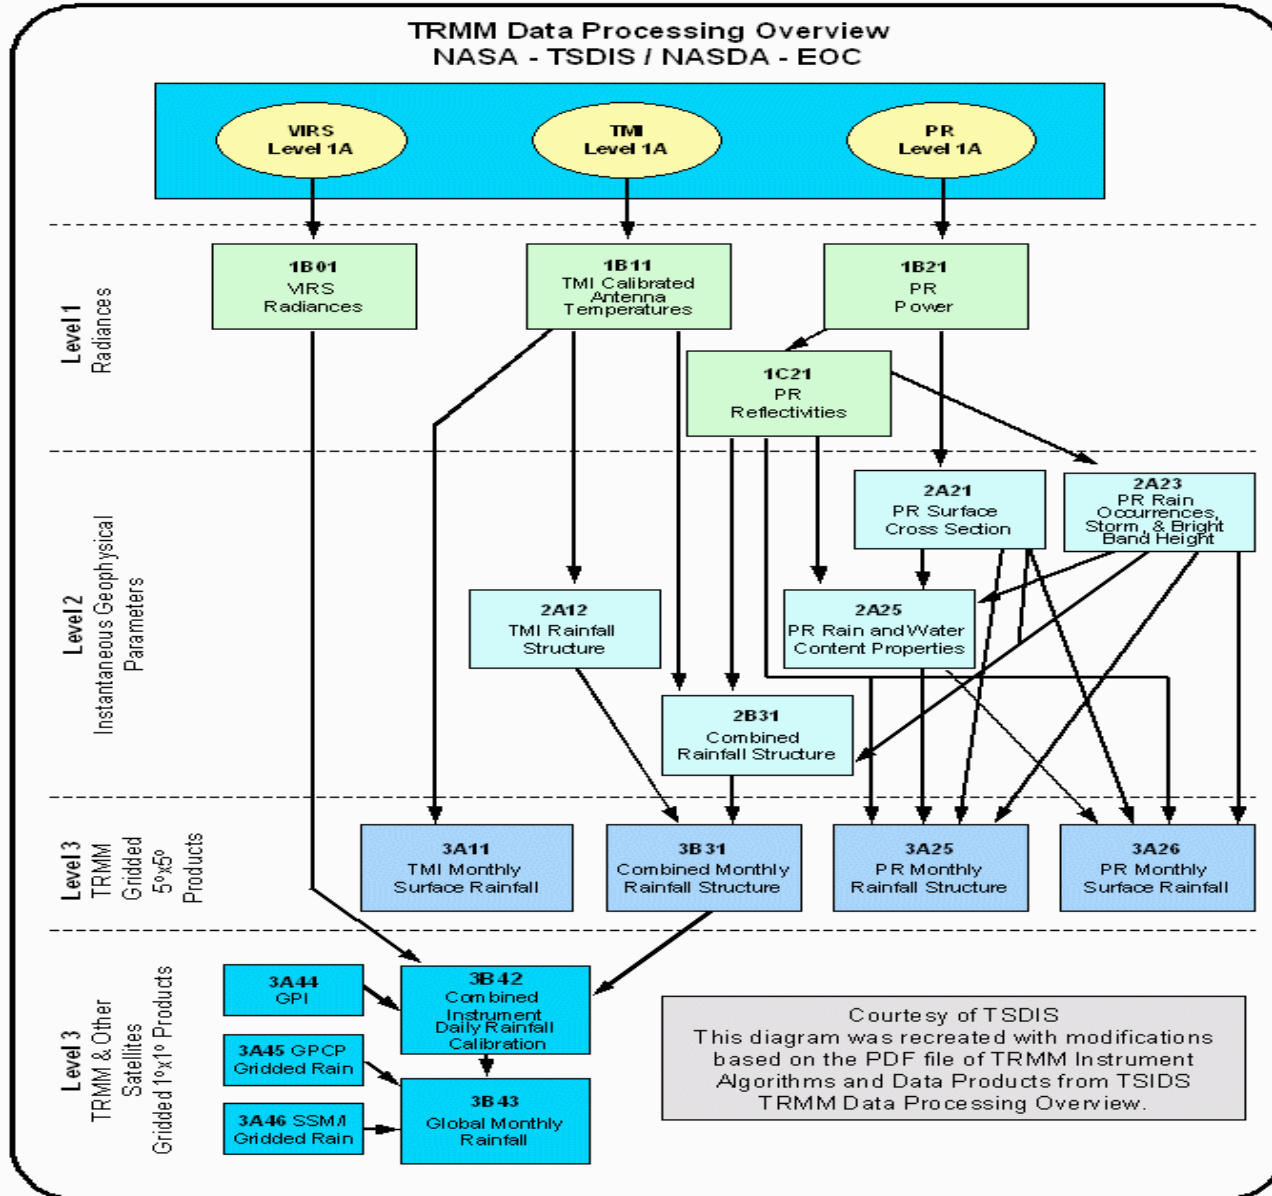 TRMM Data Processing Overview
NASA - TSDIS / NASDA - EOC
VIRS
Level 1A
TMI
Level 1A
PR
Level 1A
Level 1
Radiances
1B01
VIRS
Radiances
1B11
TMI Calibrated
Antenna
Temperatures
1B21
PR
Power
1C21
PR
Reflectivities
Level 2
Instantaneous Geophysical
Parameters
2A21
PR Surface
Cross Section
2A23
PR Rain
Occurrences,
Storm, & Bright
Band Height
2A12
TMI Rainfall
Structure
2A25
PR Rain and Water
Content Properties
2B31
Combined
Rainfall Structure
Level 3
TRMM
Gridded
5ºx5º
Products
3A11
TMI Monthly
Surface Rainfall
3B31
Combined Monthly
Rainfall Structure
3A25
PR Monthly
Rainfall Structure
3A26
PR Monthly
Surface Rainfall
Level 3
TRMM & Other
Satellites
Gridded 1ºx1º Products
3A44
GPI
3A45 GPCP
Gridded Rain
3A46 SSM/I
Gridded Rain
3B42
Combined
Instrument
Daily Rainfall
Calibration
3B43
Global Monthly
Rainfall
Courtesy of TSDIS
This diagram was recreated with modifications
based on the PDF file of TRMM Instrument
Algorithms and Data Products from TSIDS
TRMM Data Processing Overview.